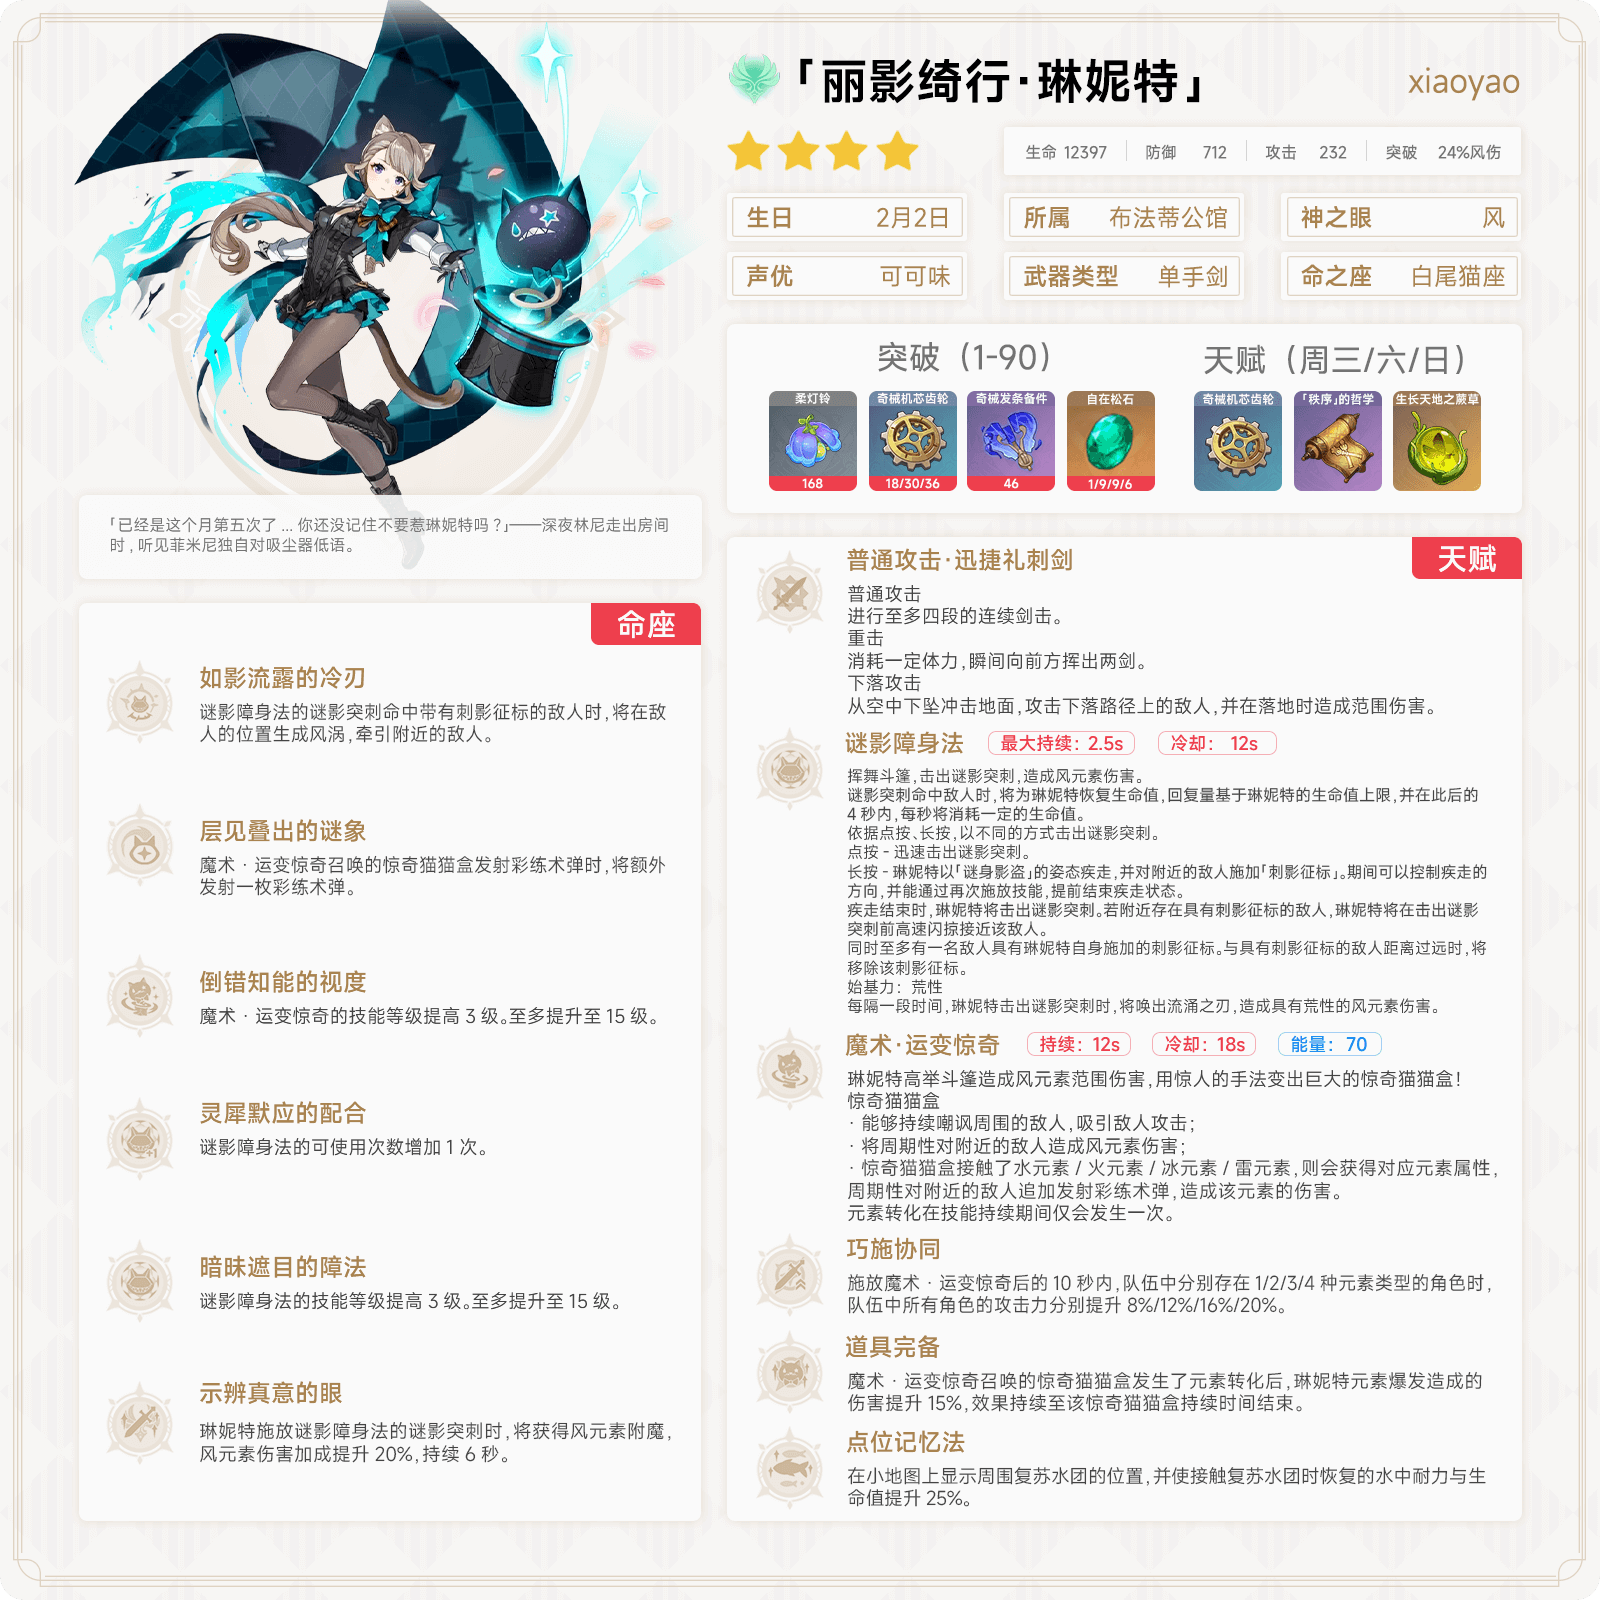 「丽影绮行·琳妮特」
xiaoyao
生命 12397 防御 712 攻击 232 突破 24%风伤
生日 2月2日
所属 布法蒂公馆
神之眼 风
声优 可可味
武器类型 单手剑
命之座 白尾猫座
突破（1-90）
柔灯铃 168
奇械机芯齿轮 18/30/36
奇械发条备件 46
自在松石 1/9/9/6
天赋（周三/六/日）
奇械机芯齿轮
「秩序」的哲学
生长天地之蕨草
「已经是这个月第五次了 ... 你还没记住不要惹琳妮特吗？」——深夜林尼走出房间
时，听见菲米尼独自对吸尘器低语。
命座
如影流露的冷刃
谜影障身法的谜影突刺命中带有刺影征标的敌人时,将在敌
人的位置生成风涡,牵引附近的敌人。
层见叠出的谜象
魔术 · 运变惊奇召唤的惊奇猫猫盒发射彩练术弹时,将额外
发射一枚彩练术弹。
倒错知能的视度
魔术 · 运变惊奇的技能等级提高 3 级。至多提升至 15 级。
灵犀默应的配合
谜影障身法的可使用次数增加 1 次。
暗昧遮目的障法
谜影障身法的技能等级提高 3 级。至多提升至 15 级。
示辨真意的眼
琳妮特施放谜影障身法的谜影突刺时,将获得风元素附魔,
风元素伤害加成提升 20%,持续 6 秒。
天赋
普通攻击·迅捷礼刺剑
普通攻击
进行至多四段的连续剑击。
重击
消耗一定体力,瞬间向前方挥出两剑。
下落攻击
从空中下坠冲击地面,攻击下落路径上的敌人,并在落地时造成范围伤害。
谜影障身法 最大持续：2.5s 冷却： 12s
挥舞斗篷,击出谜影突刺,造成风元素伤害。
谜影突刺命中敌人时,将为琳妮特恢复生命值,回复量基于琳妮特的生命值上限,并在此后的
4 秒内,每秒将消耗一定的生命值。
依据点按、长按,以不同的方式击出谜影突刺。
点按 - 迅速击出谜影突刺。
长按 - 琳妮特以「谜身影盗」的姿态疾走,并对附近的敌人施加「刺影征标」。期间可以控制疾走的
方向,并能通过再次施放技能,提前结束疾走状态。
疾走结束时,琳妮特将击出谜影突刺。若附近存在具有刺影征标的敌人,琳妮特将在击出谜影
突刺前高速闪掠接近该敌人。
同时至多有一名敌人具有琳妮特自身施加的刺影征标。与具有刺影征标的敌人距离过远时,将
移除该刺影征标。
始基力：荒性
每隔一段时间,琳妮特击出谜影突刺时,将唤出流涌之刃,造成具有荒性的风元素伤害。
魔术·运变惊奇 持续：12s 冷却：18s 能量：70
琳妮特高举斗篷造成风元素范围伤害,用惊人的手法变出巨大的惊奇猫猫盒！
惊奇猫猫盒
· 能够持续嘲讽周围的敌人,吸引敌人攻击；
· 将周期性对附近的敌人造成风元素伤害；
· 惊奇猫猫盒接触了水元素 / 火元素 / 冰元素 / 雷元素,则会获得对应元素属性,
周期性对附近的敌人追加发射彩练术弹,造成该元素的伤害。
元素转化在技能持续期间仅会发生一次。
巧施协同
施放魔术 · 运变惊奇后的 10 秒内,队伍中分别存在 1/2/3/4 种元素类型的角色时,
队伍中所有角色的攻击力分别提升 8%/12%/16%/20%。
道具完备
魔术 · 运变惊奇召唤的惊奇猫猫盒发生了元素转化后,琳妮特元素爆发造成的
伤害提升 15%,效果持续至该惊奇猫猫盒持续时间结束。
点位记忆法
在小地图上显示周围复苏水团的位置,并使接触复苏水团时恢复的水中耐力与生
命值提升 25%。
+1